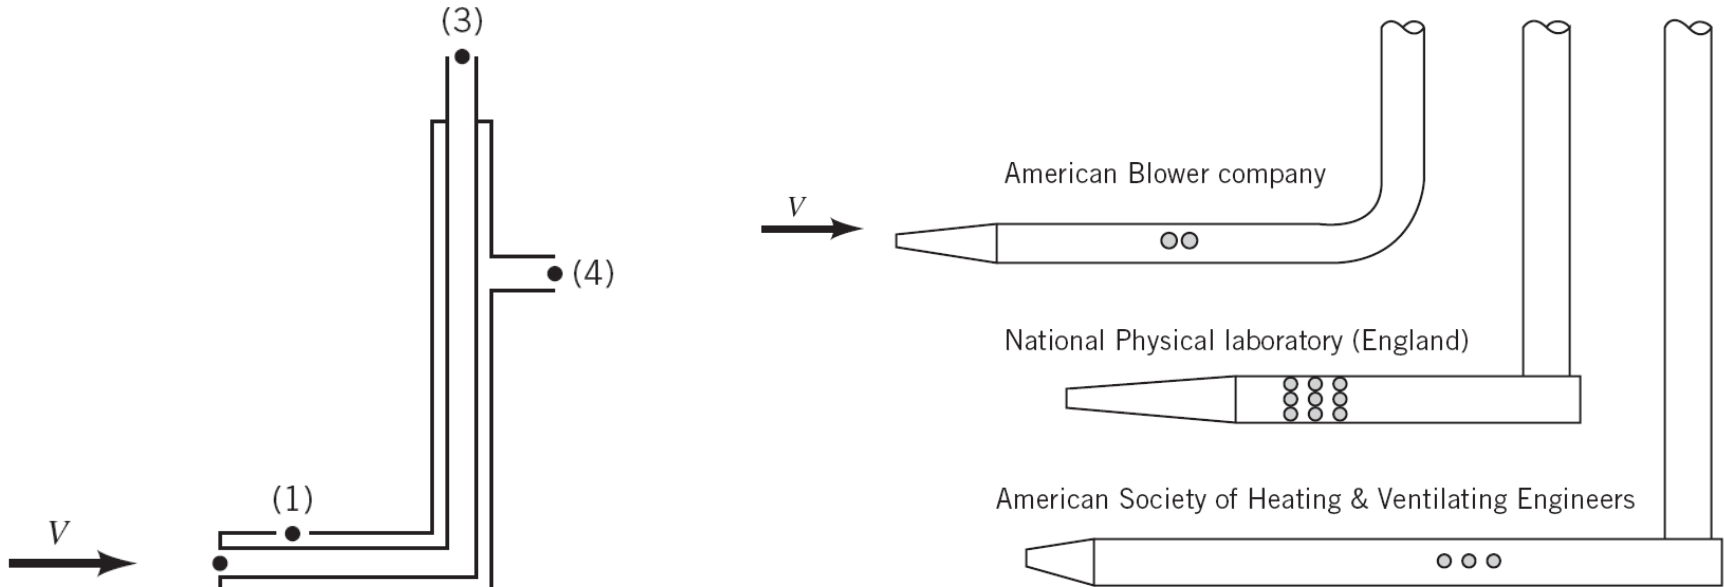 (3)
(4)
(1)
V
V
American Blower company
National Physical laboratory (England)
American Society of Heating & Ventilating Engineers